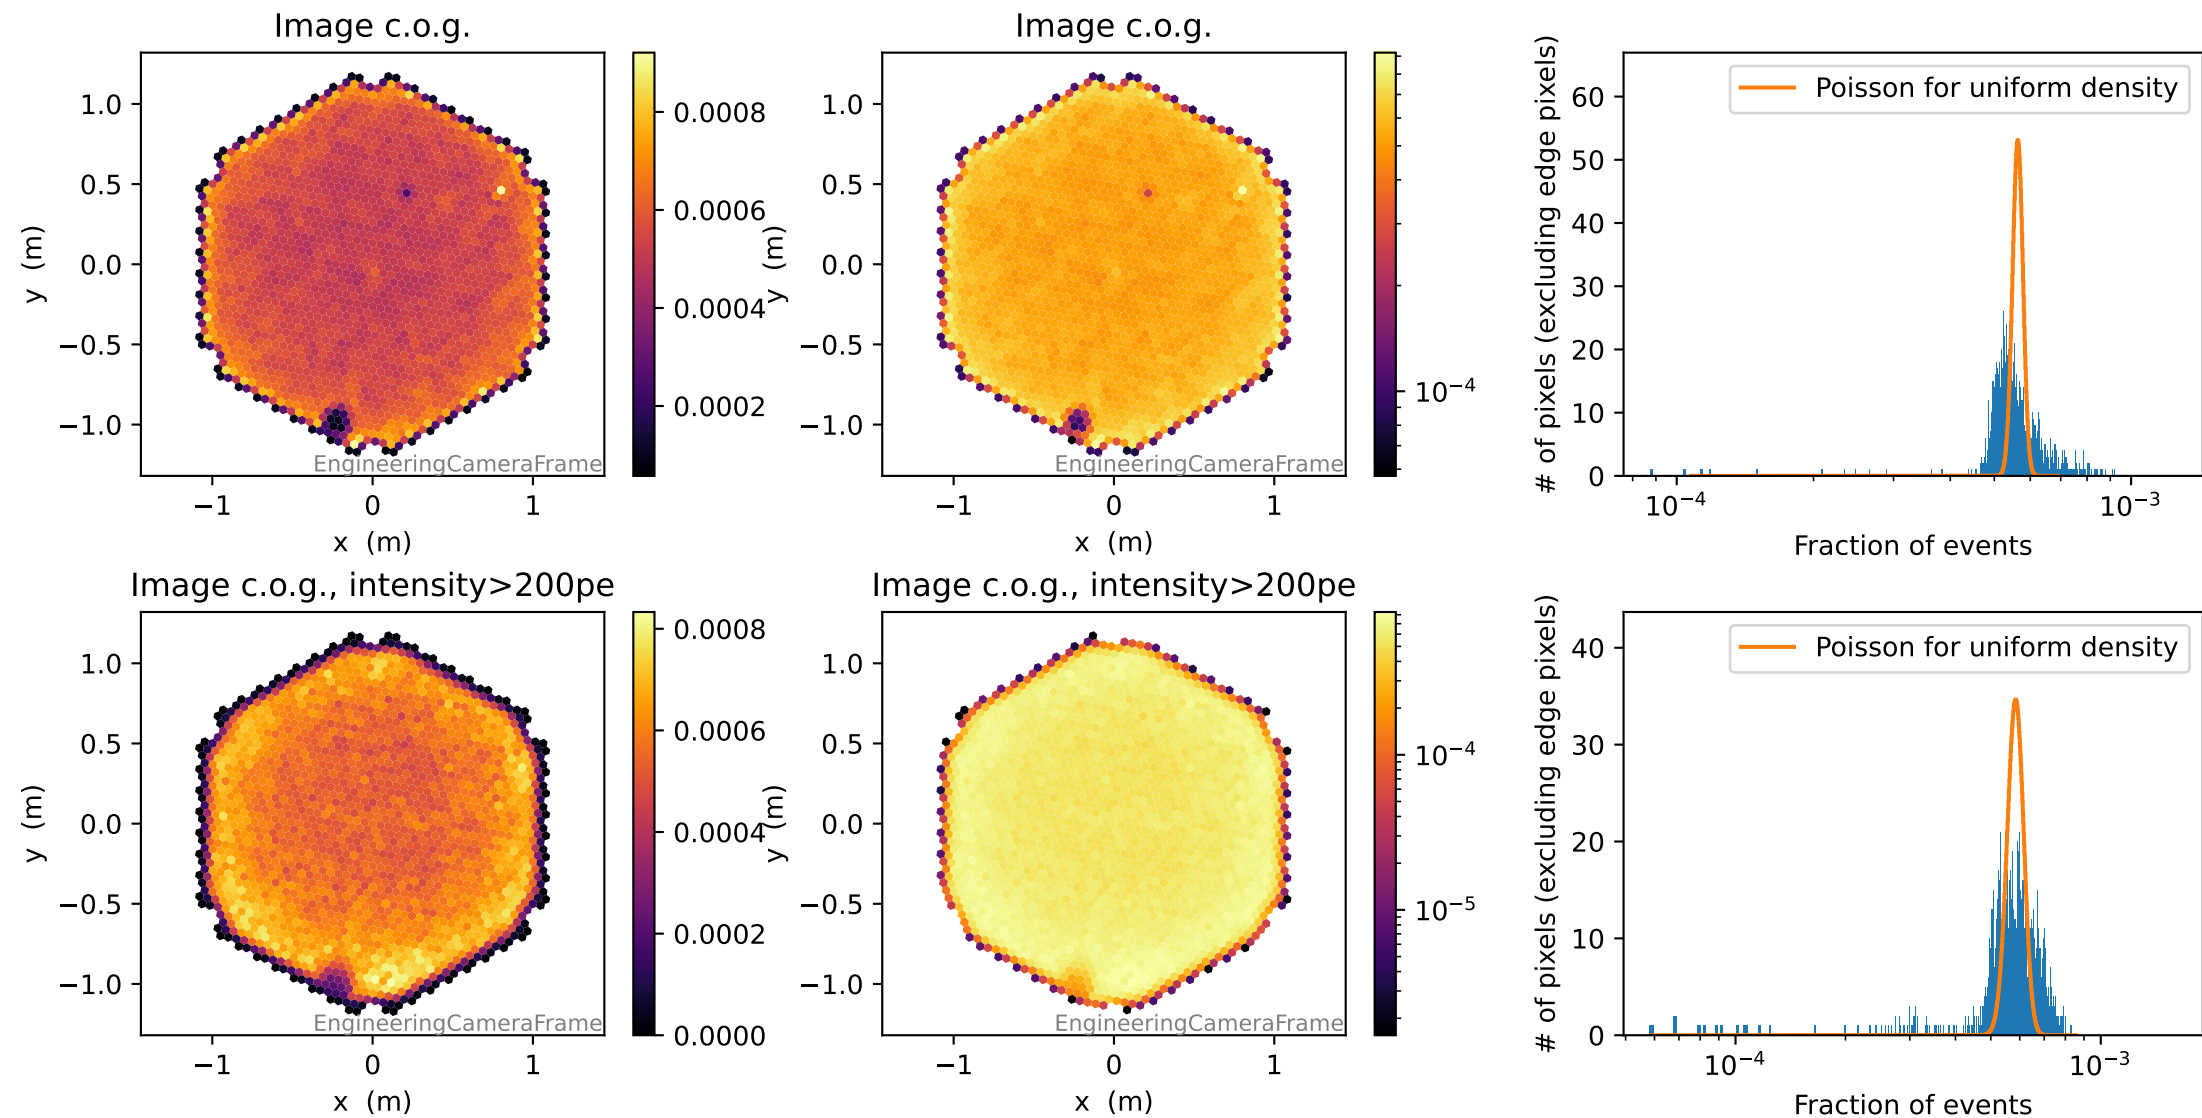 Image c.o.g.
1.0
0.5
0.0
−0.5
−1.0
y (m)
−1
0
1
x (m)
EngineeringCameraFrame
0.0008
0.0006
0.0004
0.0002
Image c.o.g.
1.0
0.5
0.0
−0.5
−1.0
y (m)
−1
0
1
x (m)
EngineeringCameraFrame
10⁻⁴
Poisson for uniform density
# of pixels (excluding edge pixels)
60
50
40
30
20
10
0
10⁻⁴
10⁻³
Fraction of events
Image c.o.g., intensity>200pe
1.0
0.5
0.0
−0.5
−1.0
y (m)
−1
0
1
x (m)
EngineeringCameraFrame
0.0008
0.0006
0.0004
0.0002
0.0000
Image c.o.g., intensity>200pe
1.0
0.5
0.0
−0.5
−1.0
y (m)
−1
0
1
x (m)
EngineeringCameraFrame
10⁻⁴
10⁻⁵
Poisson for uniform density
# of pixels (excluding edge pixels)
40
30
20
10
0
10⁻⁴
10⁻³
Fraction of events